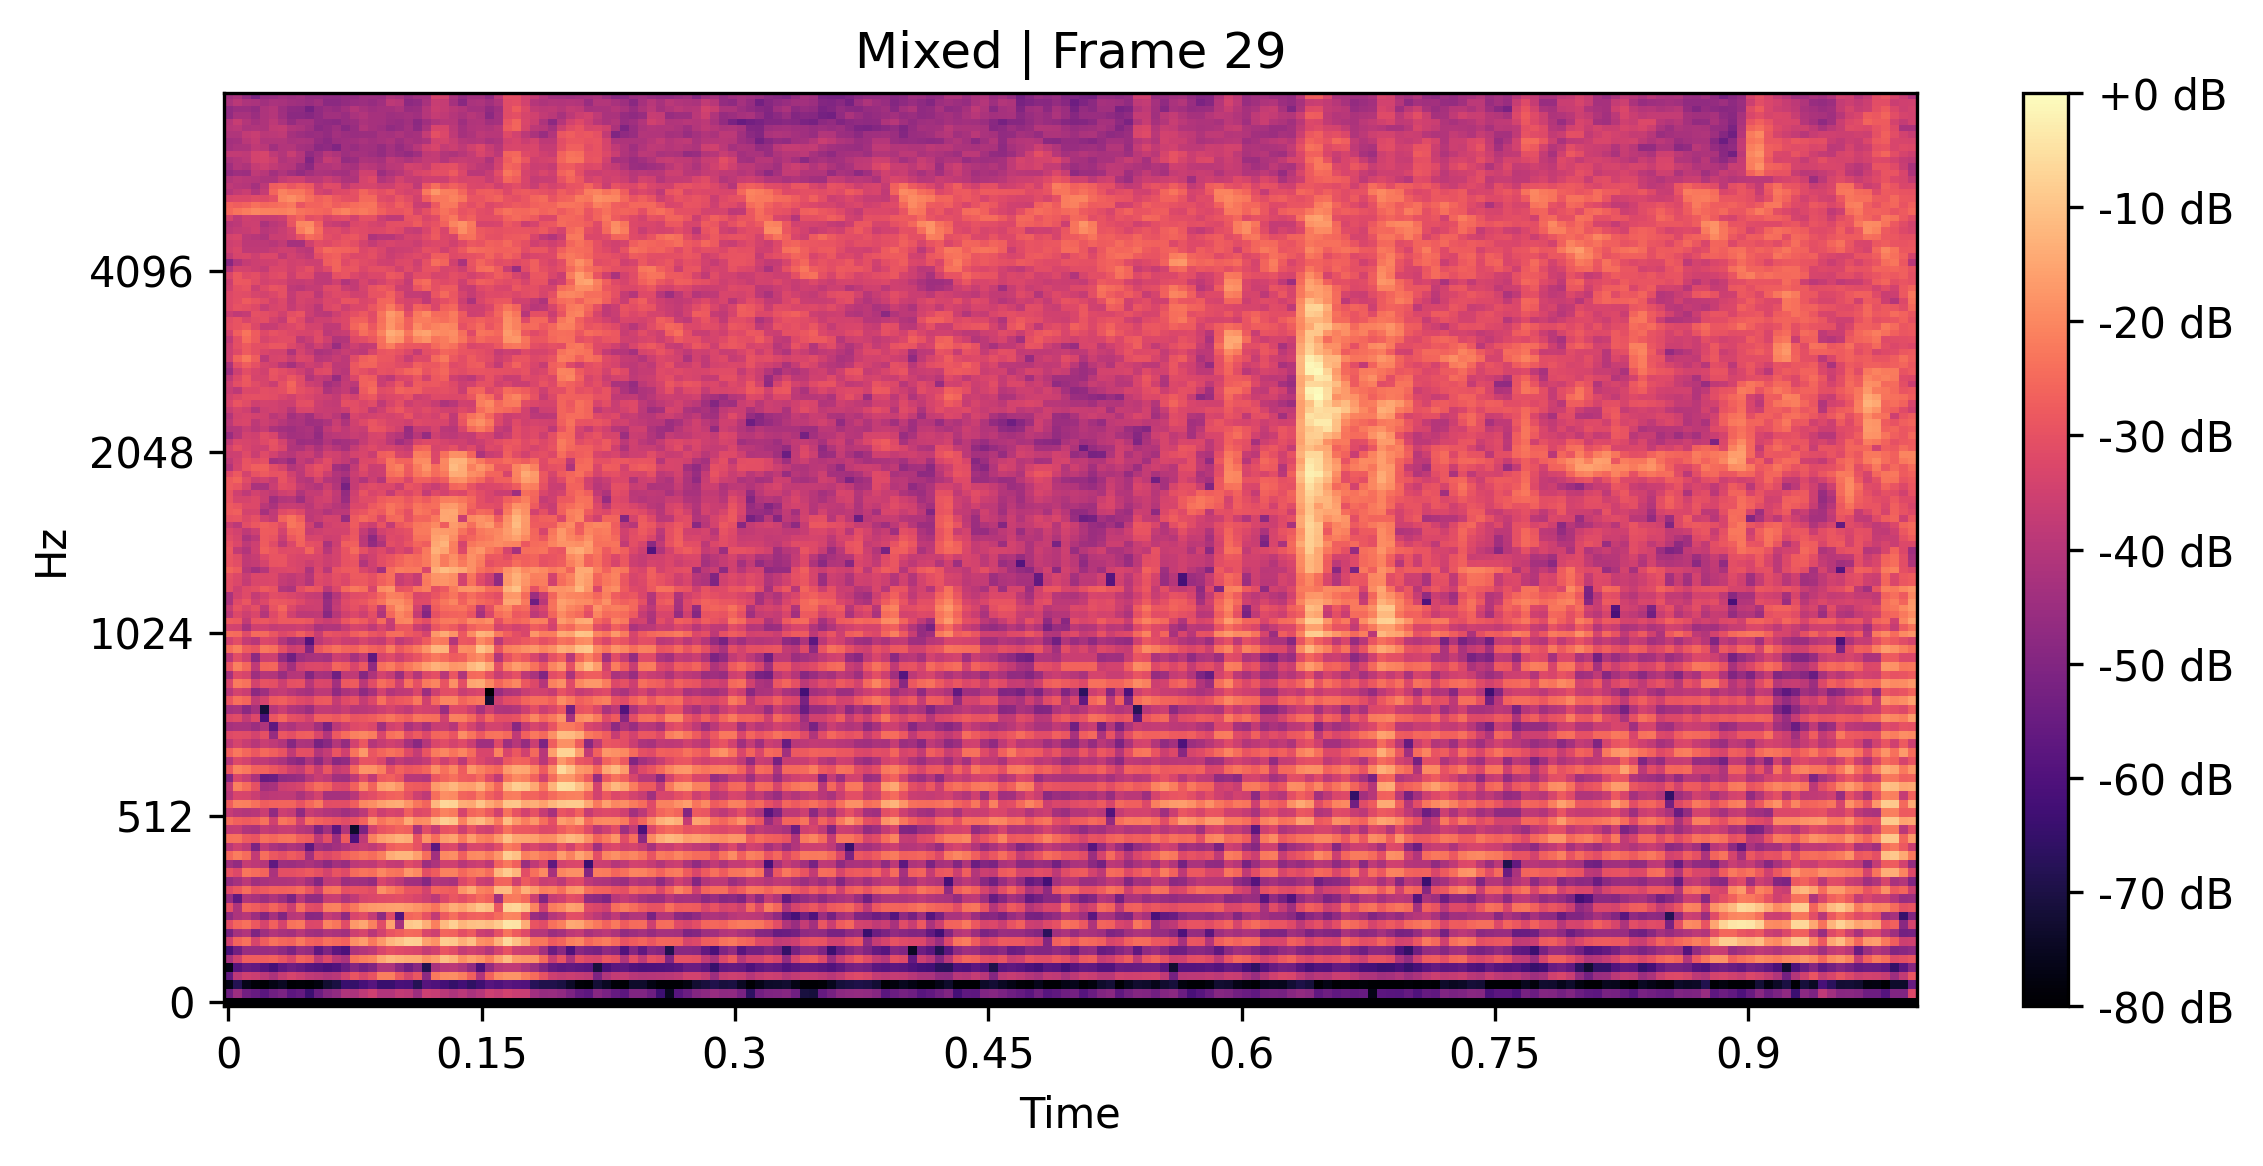 Mixed | Frame 29
+0 dB
-10 dB
-20 dB
-30 dB
-40 dB
-50 dB
-60 dB
-70 dB
-80 dB
4096
2048
1024
512
0
Hz
0 0.15 0.3 0.45 0.6 0.75 0.9
Time